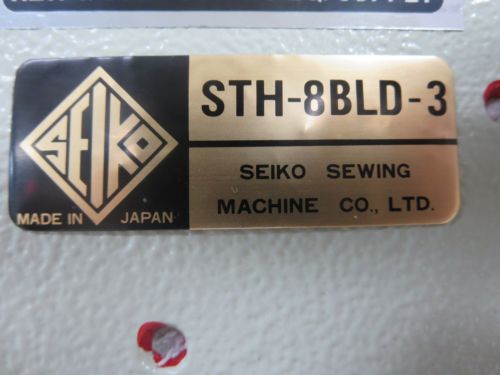 SEIKO
MADE IN JAPAN
STH-8BLD-3
SEIKO SEWING
MACHINE CO., LTD.